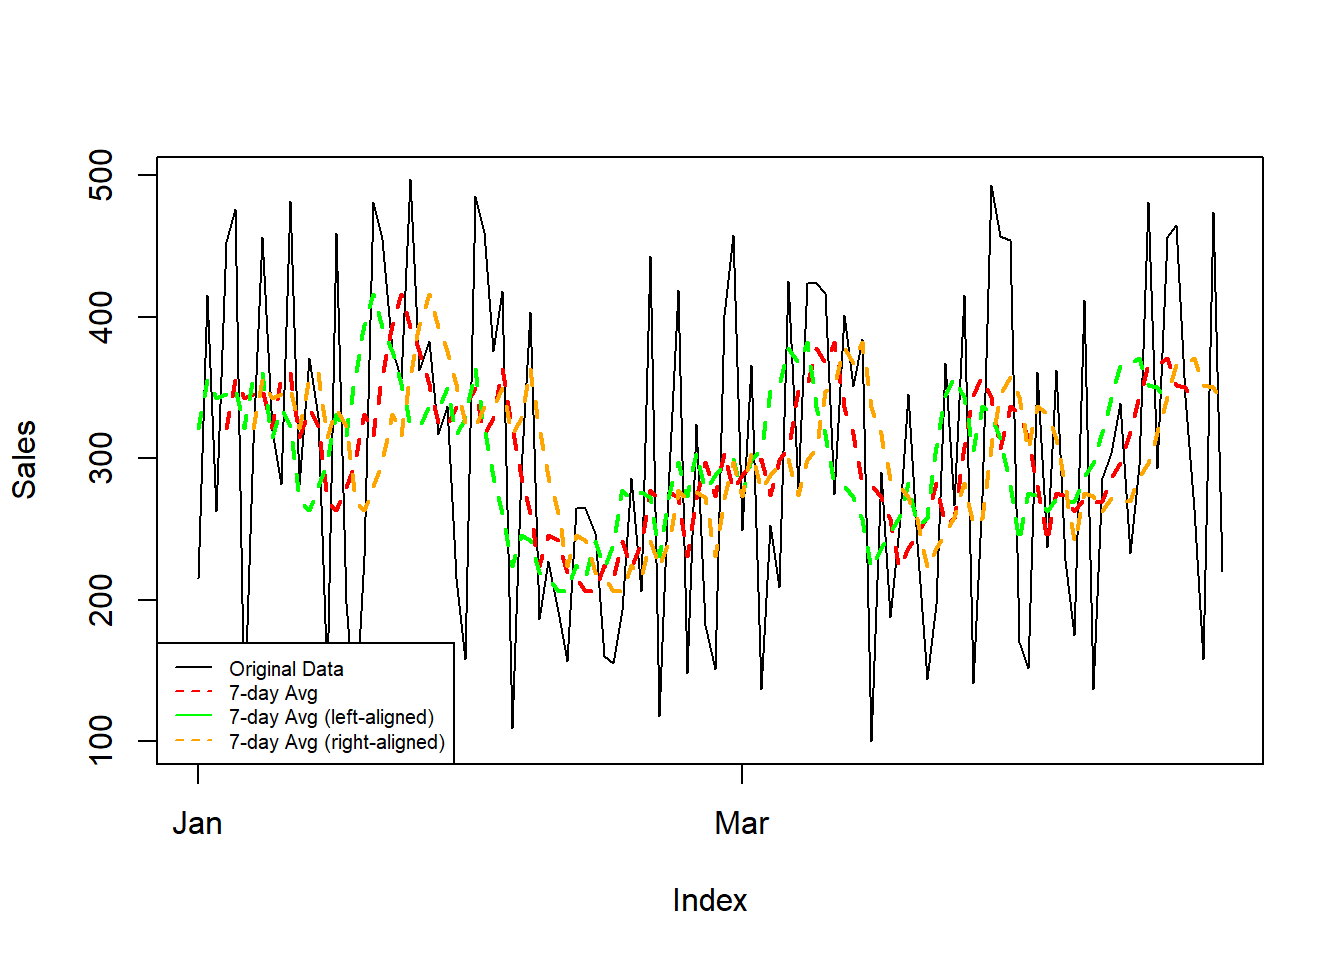 500
400
300
200
100
Sales
Original Data
7-day Avg
7-day Avg (left-aligned)
7-day Avg (right-aligned)
Jan Mar
Index